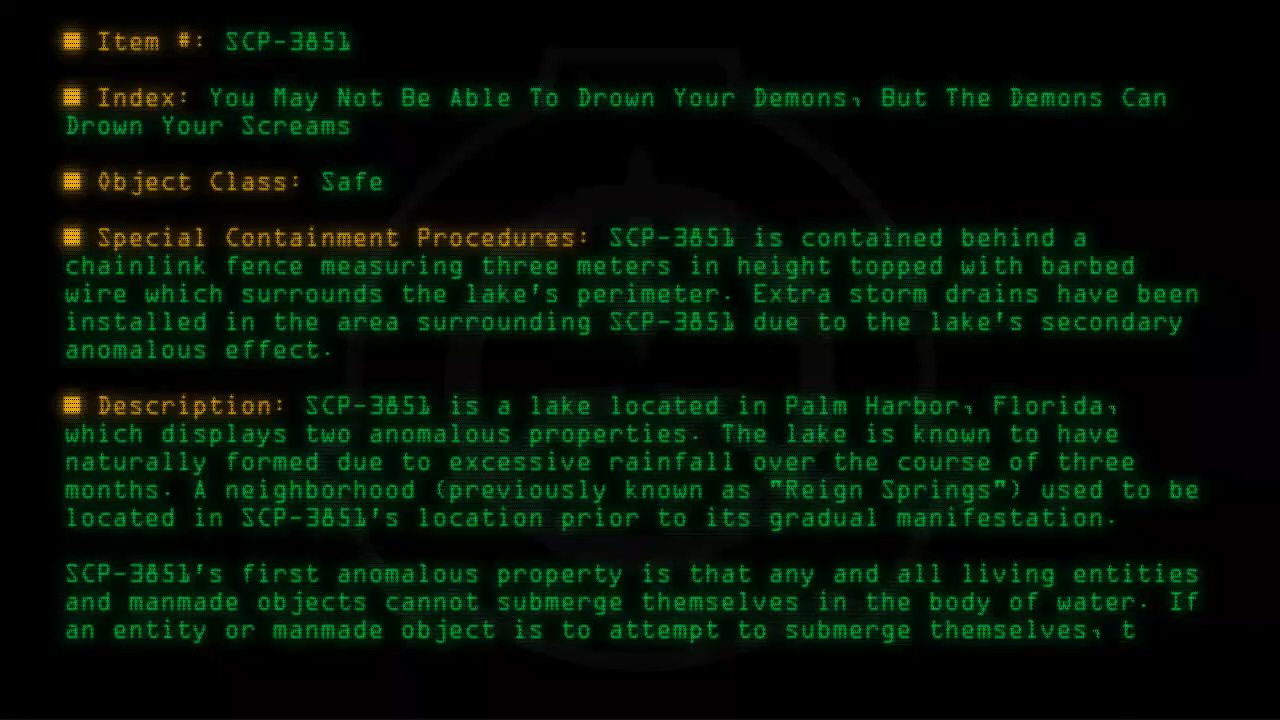 ■ Item #: SCP-3851
■ Index: You May Not Be Able To Drown Your Demons, But The Demons Can
Drown Your Screams
■ Object Class: Safe
■ Special Containment Procedures: SCP-3851 is contained behind a
chainlink fence measuring three meters in height topped with barbed
wire which surrounds the lake's perimeter. Extra storm drains have been
installed in the area surrounding SCP-3851 due to the lake's secondary
anomalous effect.
■ Description: SCP-3851 is a lake located in Palm Harbor, Florida,
which displays two anomalous properties. The lake is known to have
naturally formed due to excessive rainfall over the course of three
months. A neighborhood (previously known as "Reign Springs") used to be
located in SCP-3851's location prior to its gradual manifestation.
SCP-3851's first anomalous property is that any and all living entities
and manmade objects cannot submerge themselves in the body of water. If
an entity or manmade object is to attempt to submerge themselves, t